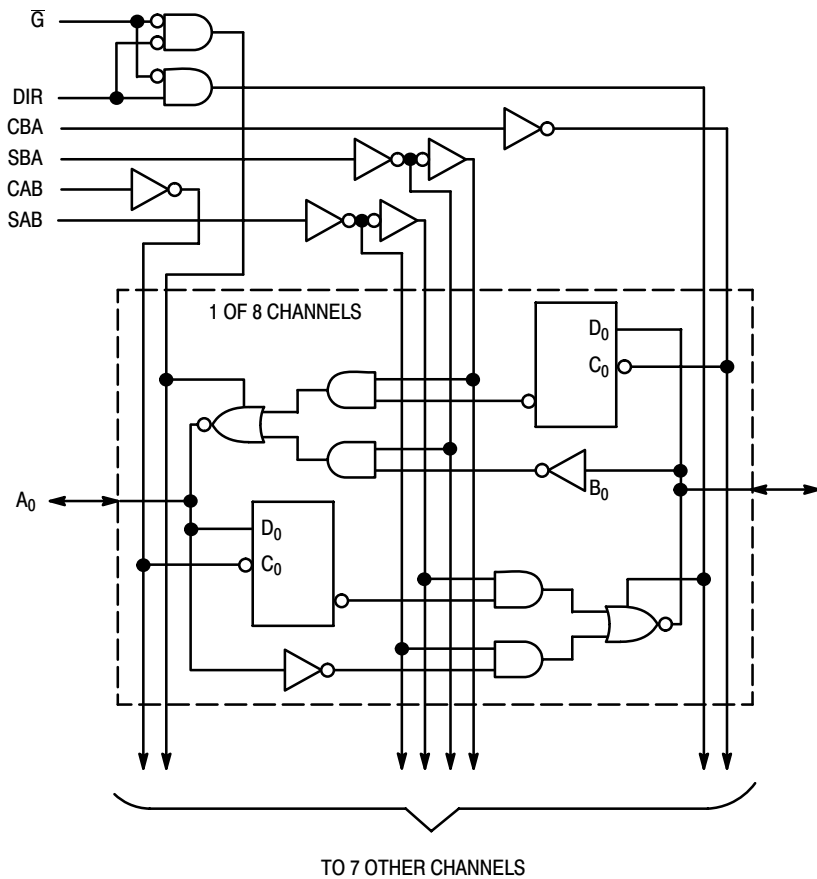 G̅
DIR
CBA
SBA
CAB
SAB
1 OF 8 CHANNELS
D₀
C₀
B₀
A₀
D₀
C₀
TO 7 OTHER CHANNELS